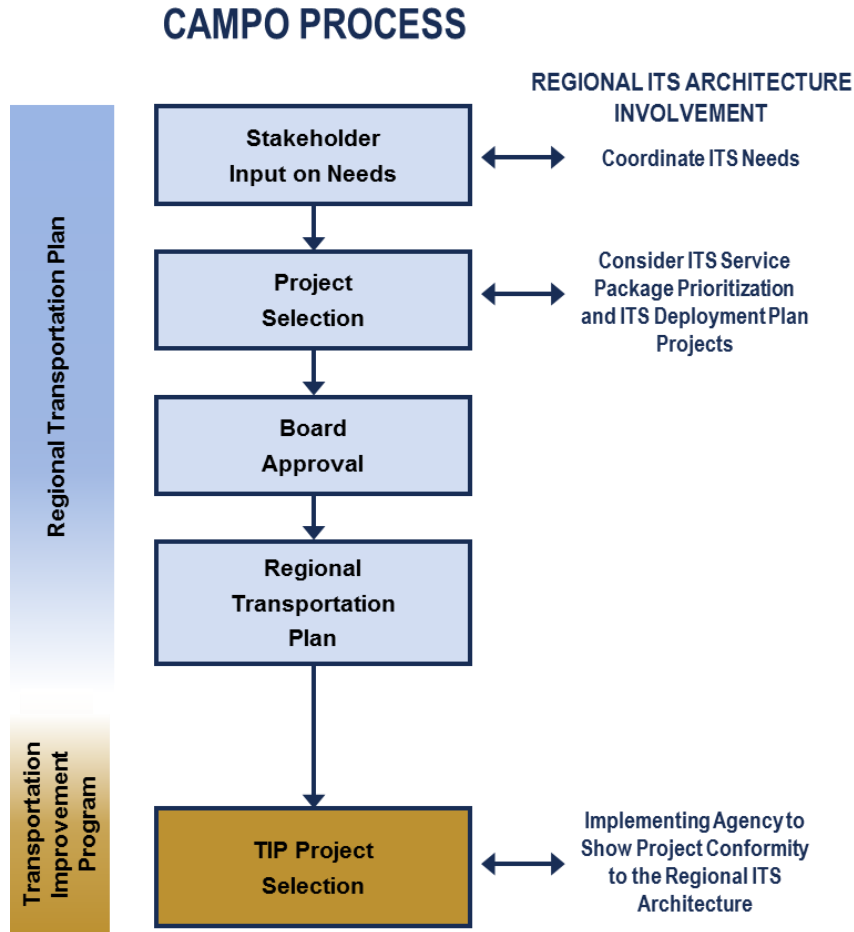 CAMPO PROCESS
REGIONAL ITS ARCHITECTURE
INVOLVEMENT
Regional Transportation Plan
Stakeholder
Input on Needs
Coordinate ITS Needs
Project
Selection
Consider ITS Service
Package Prioritization
and ITS Deployment Plan
Projects
Board
Approval
Regional
Transportation
Plan
Transportation
Improvement
Program
TIP Project
Selection
Implementing Agency to
Show Project Conformity
to the Regional ITS
Architecture